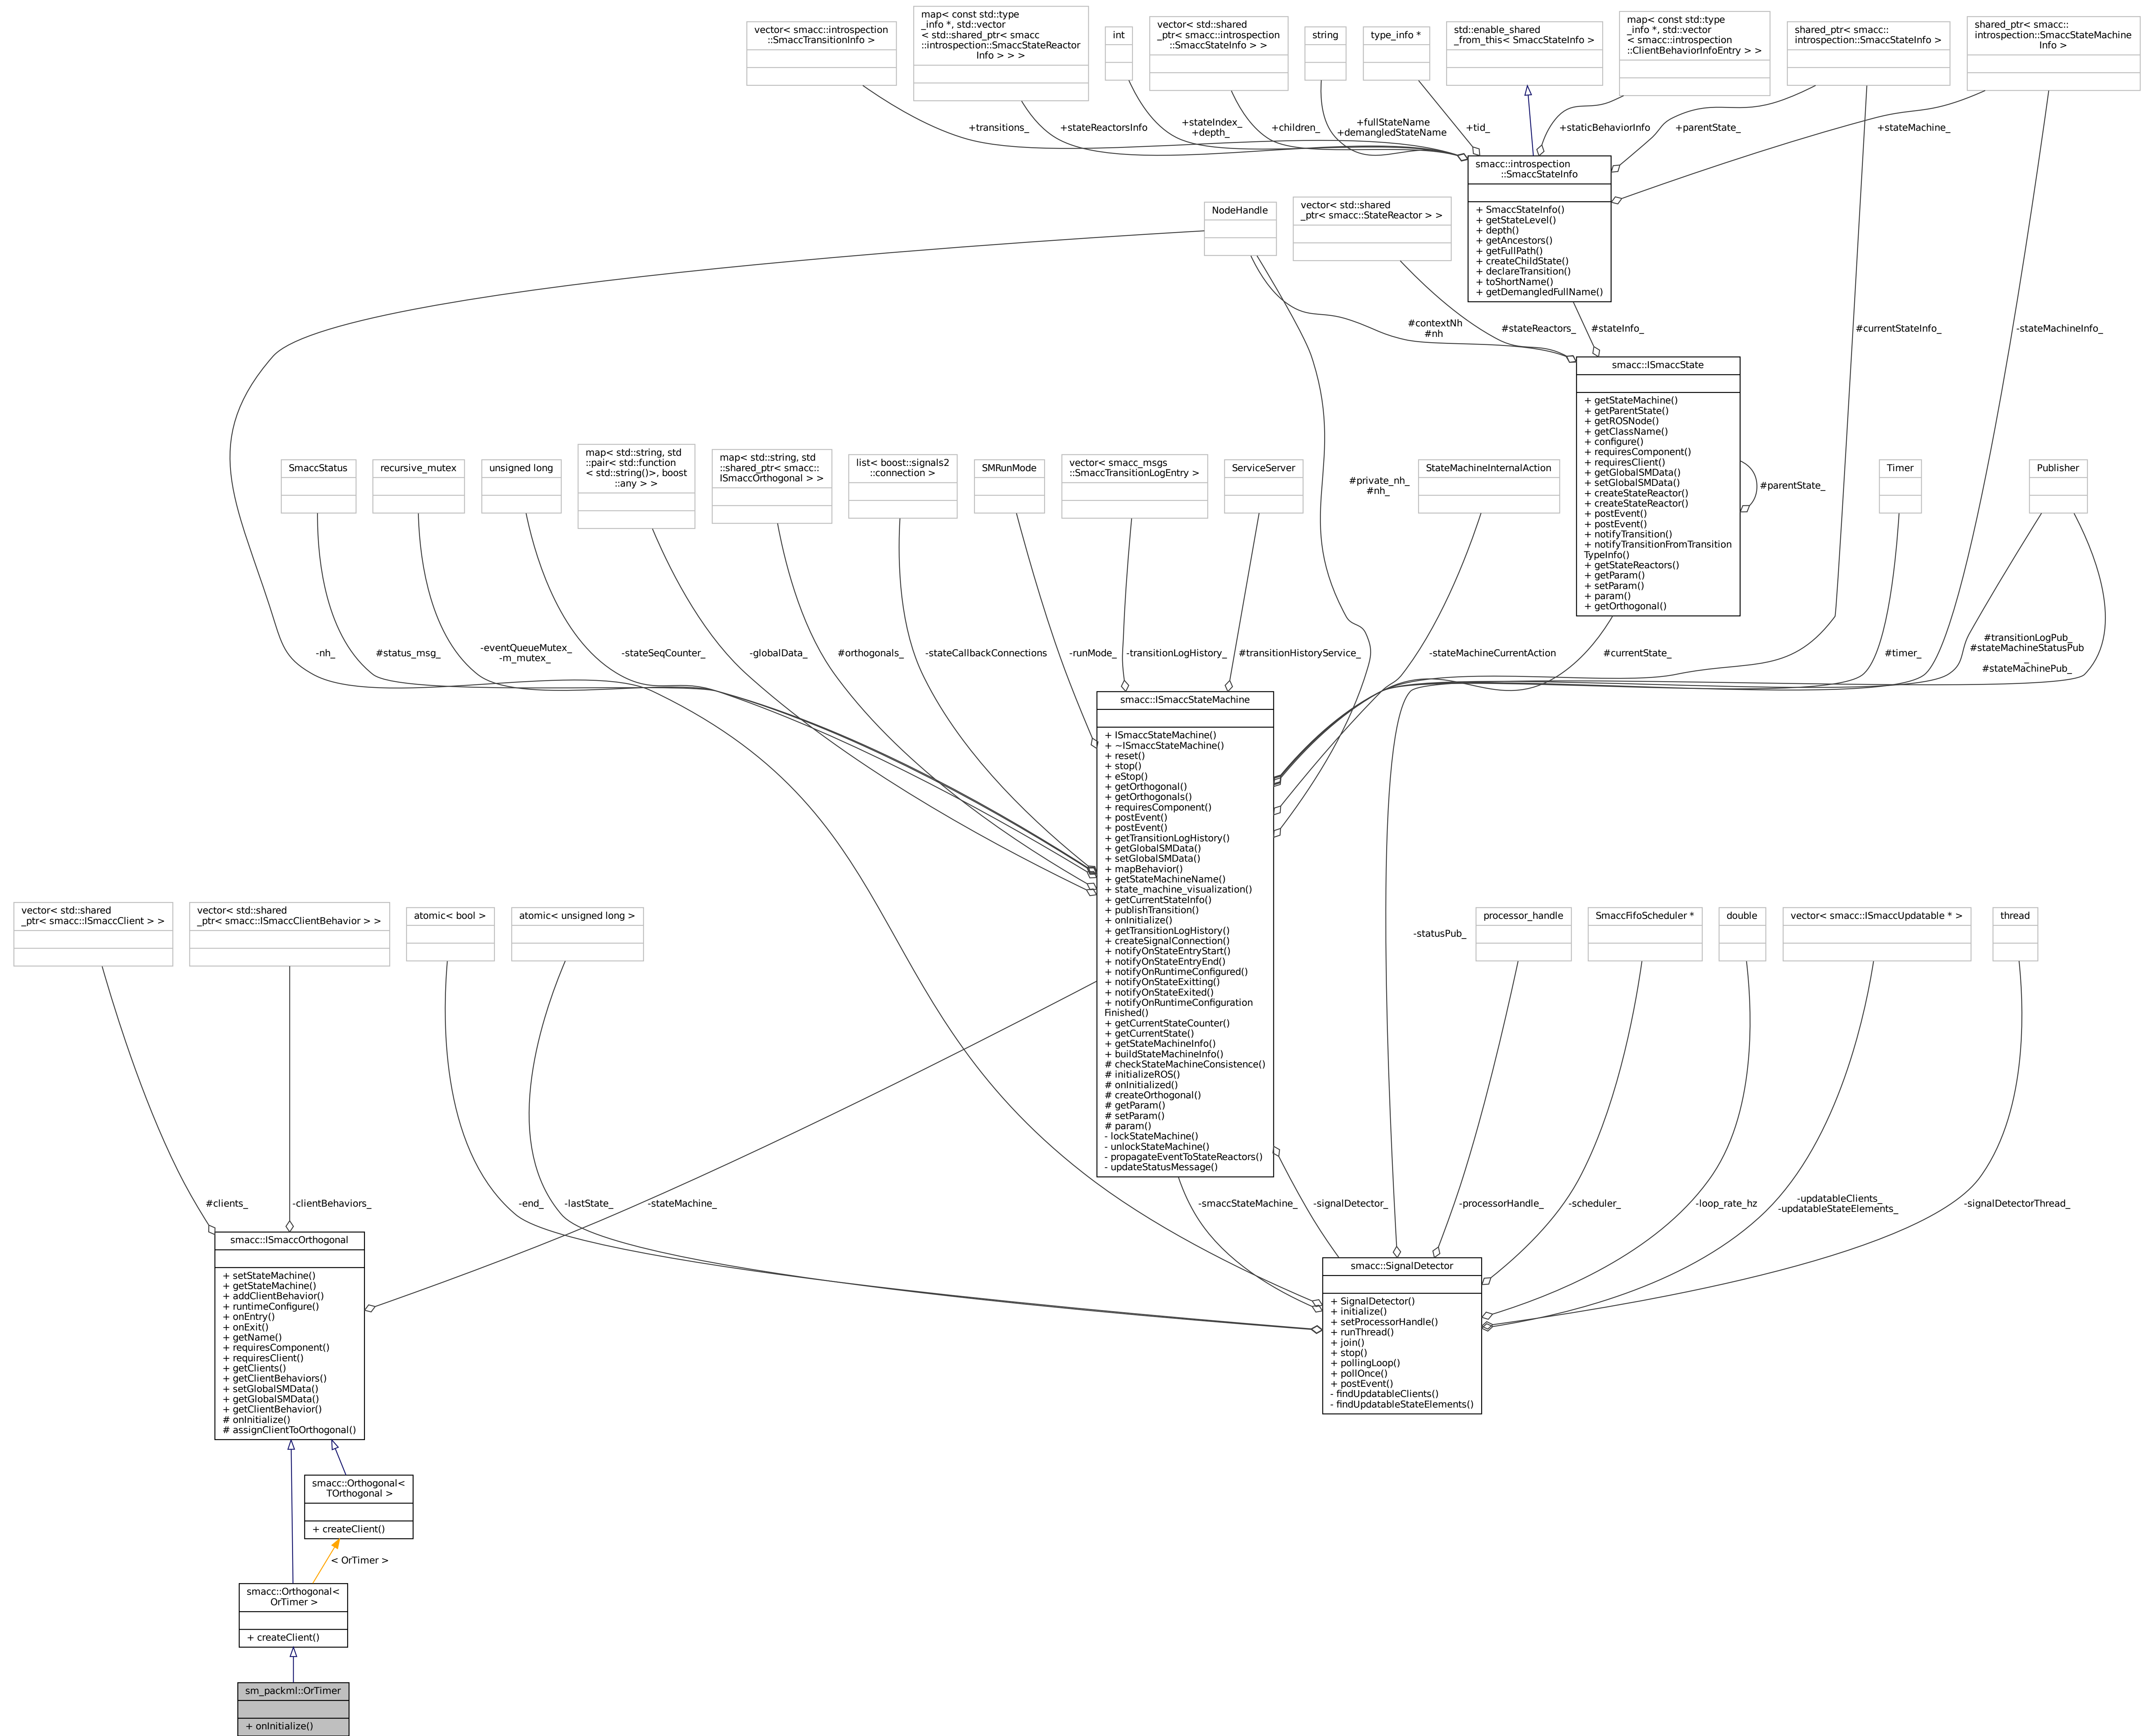 vector< smacc::introspection
::SmaccTransitionInfo >
map< const std::type
_info *, std::vector
< std::shared_ptr< smacc
::introspection::SmaccStateReactor
Info > > >
int
vector< std::shared
_ptr< smacc::introspection
::SmaccStateInfo > >
string
type_info *
std::enable_shared
_from_this< SmaccStateInfo >
map< const std::type
_info *, std::vector
< smacc::introspection
::ClientBehaviorInfoEntry > >
shared_ptr< smacc::
introspection::SmaccStateInfo >
shared_ptr< smacc::
introspection::SmaccStateMachine
Info >
+transitions_
+stateReactorsInfo
+stateIndex_
+depth_
+children_
+fullStateName
+demangledStateName
+tid_
+staticBehaviorInfo
+parentState_
+stateMachine_
smacc::introspection
::SmaccStateInfo
+ SmaccStateInfo()
+ getStateLevel()
+ depth()
+ getAncestors()
+ getFullPath()
+ createChildState()
+ declareTransition()
+ toShortName()
+ getDemangledFullName()
NodeHandle
vector< std::shared
_ptr< smacc::StateReactor > >
#contextNh
#nh
#stateReactors_
#stateInfo_
#currentStateInfo_
-stateMachineInfo_
smacc::ISmaccState
+ getStateMachine()
+ getParentState()
+ getROSNode()
+ getClassName()
+ configure()
+ requiresComponent()
+ requiresClient()
+ getGlobalSMData()
+ setGlobalSMData()
+ createStateReactor()
+ createStateReactor()
+ postEvent()
+ postEvent()
+ notifyTransition()
+ notifyTransitionFromTransition
TypeInfo()
+ getStateReactors()
+ getParam()
+ setParam()
+ param()
+ getOrthogonal()
#parentState_
SmaccStatus
recursive_mutex
unsigned long
map< std::string, std
::pair< std::function
< std::string()>, boost
::any > >
map< std::string, std
::shared_ptr< smacc::
ISmaccOrthogonal > >
list< boost::signals2
::connection >
SMRunMode
vector< smacc_msgs
::SmaccTransitionLogEntry >
ServiceServer
#private_nh_
#nh_
StateMachineInternalAction
Timer
Publisher
-nh_
#status_msg_
-eventQueueMutex_
-m_mutex_
-stateSeqCounter_
-globalData_
#orthogonals_
-stateCallbackConnections
-runMode_
-transitionLogHistory_
#transitionHistoryService_
-stateMachineCurrentAction
#currentState_
#timer_
#transitionLogPub_
#stateMachineStatusPub
_
#stateMachinePub_
smacc::ISmaccStateMachine
+ ISmaccStateMachine()
+ ~ISmaccStateMachine()
+ reset()
+ stop()
+ eStop()
+ getOrthogonal()
+ getOrthogonals()
+ requiresComponent()
+ postEvent()
+ postEvent()
+ getTransitionLogHistory()
+ getGlobalSMData()
+ setGlobalSMData()
+ mapBehavior()
+ getStateMachineName()
+ state_machine_visualization()
+ getCurrentStateInfo()
+ publishTransition()
+ onInitialize()
+ getTransitionLogHistory()
+ createSignalConnection()
+ notifyOnStateEntryStart()
+ notifyOnStateEntryEnd()
+ notifyOnRuntimeConfigured()
+ notifyOnStateExitting()
+ notifyOnStateExited()
+ notifyOnRuntimeConfiguration
Finished()
+ getCurrentStateCounter()
+ getCurrentState()
+ getStateMachineInfo()
+ buildStateMachineInfo()
# checkStateMachineConsistence()
# initializeROS()
# onInitialized()
# createOrthogonal()
# getParam()
# setParam()
# param()
- lockStateMachine()
- unlockStateMachine()
- propagateEventToStateReactors()
- updateStatusMessage()
vector< std::shared
_ptr< smacc::ISmaccClient > >
vector< std::shared
_ptr< smacc::ISmaccClientBehavior > >
atomic< bool >
atomic< unsigned long >
-statusPub_
processor_handle
SmaccFifoScheduler *
double
vector< smacc::ISmaccUpdatable * >
thread
#clients_
-clientBehaviors_
-end_
-lastState_
-stateMachine_
-smaccStateMachine_
-signalDetector_
-processorHandle_
-scheduler_
-loop_rate_hz
-updatableClients_
-updatableStateElements_
-signalDetectorThread_
smacc::ISmaccOrthogonal
+ setStateMachine()
+ getStateMachine()
+ addClientBehavior()
+ runtimeConfigure()
+ onEntry()
+ onExit()
+ getName()
+ requiresComponent()
+ requiresClient()
+ getClients()
+ getClientBehaviors()
+ setGlobalSMData()
+ getGlobalSMData()
+ getClientBehavior()
# onInitialize()
# assignClientToOrthogonal()
smacc::SignalDetector
+ SignalDetector()
+ initialize()
+ setProcessorHandle()
+ runThread()
+ join()
+ stop()
+ pollingLoop()
+ pollOnce()
+ postEvent()
- findUpdatableClients()
- findUpdatableStateElements()
smacc::Orthogonal<
TOrthogonal >
+ createClient()
< OrTimer >
smacc::Orthogonal<
OrTimer >
+ createClient()
sm_packml::OrTimer
+ onInitialize()